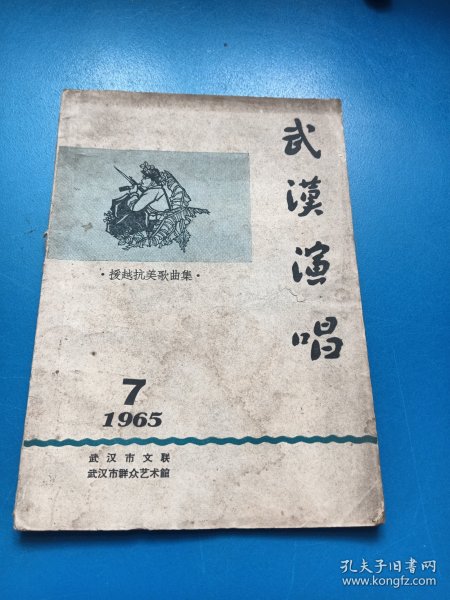 武漢演唱
·援越抗美歌曲集·
7
1965
武汉市文联
武汉市群众艺术館
孔夫子旧书网
www.kongfz.com